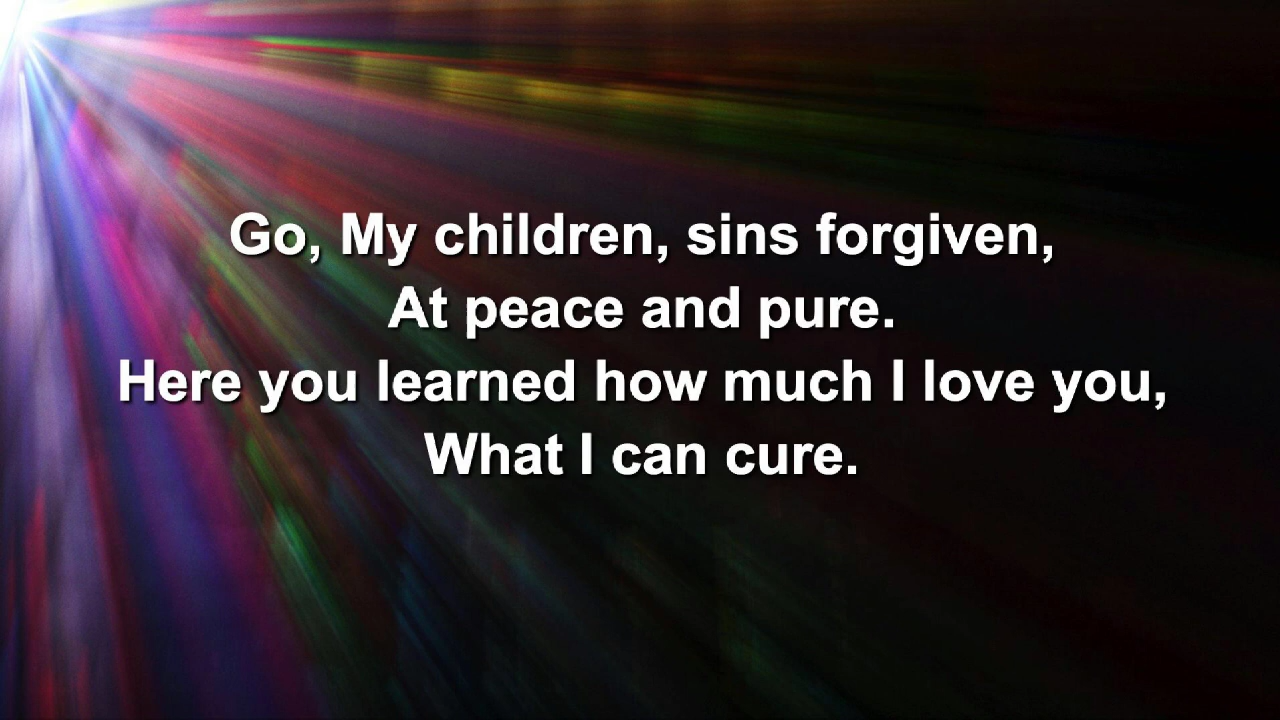 Go, My children, sins forgiven,
At peace and pure.
Here you learned how much I love you,
What I can cure.